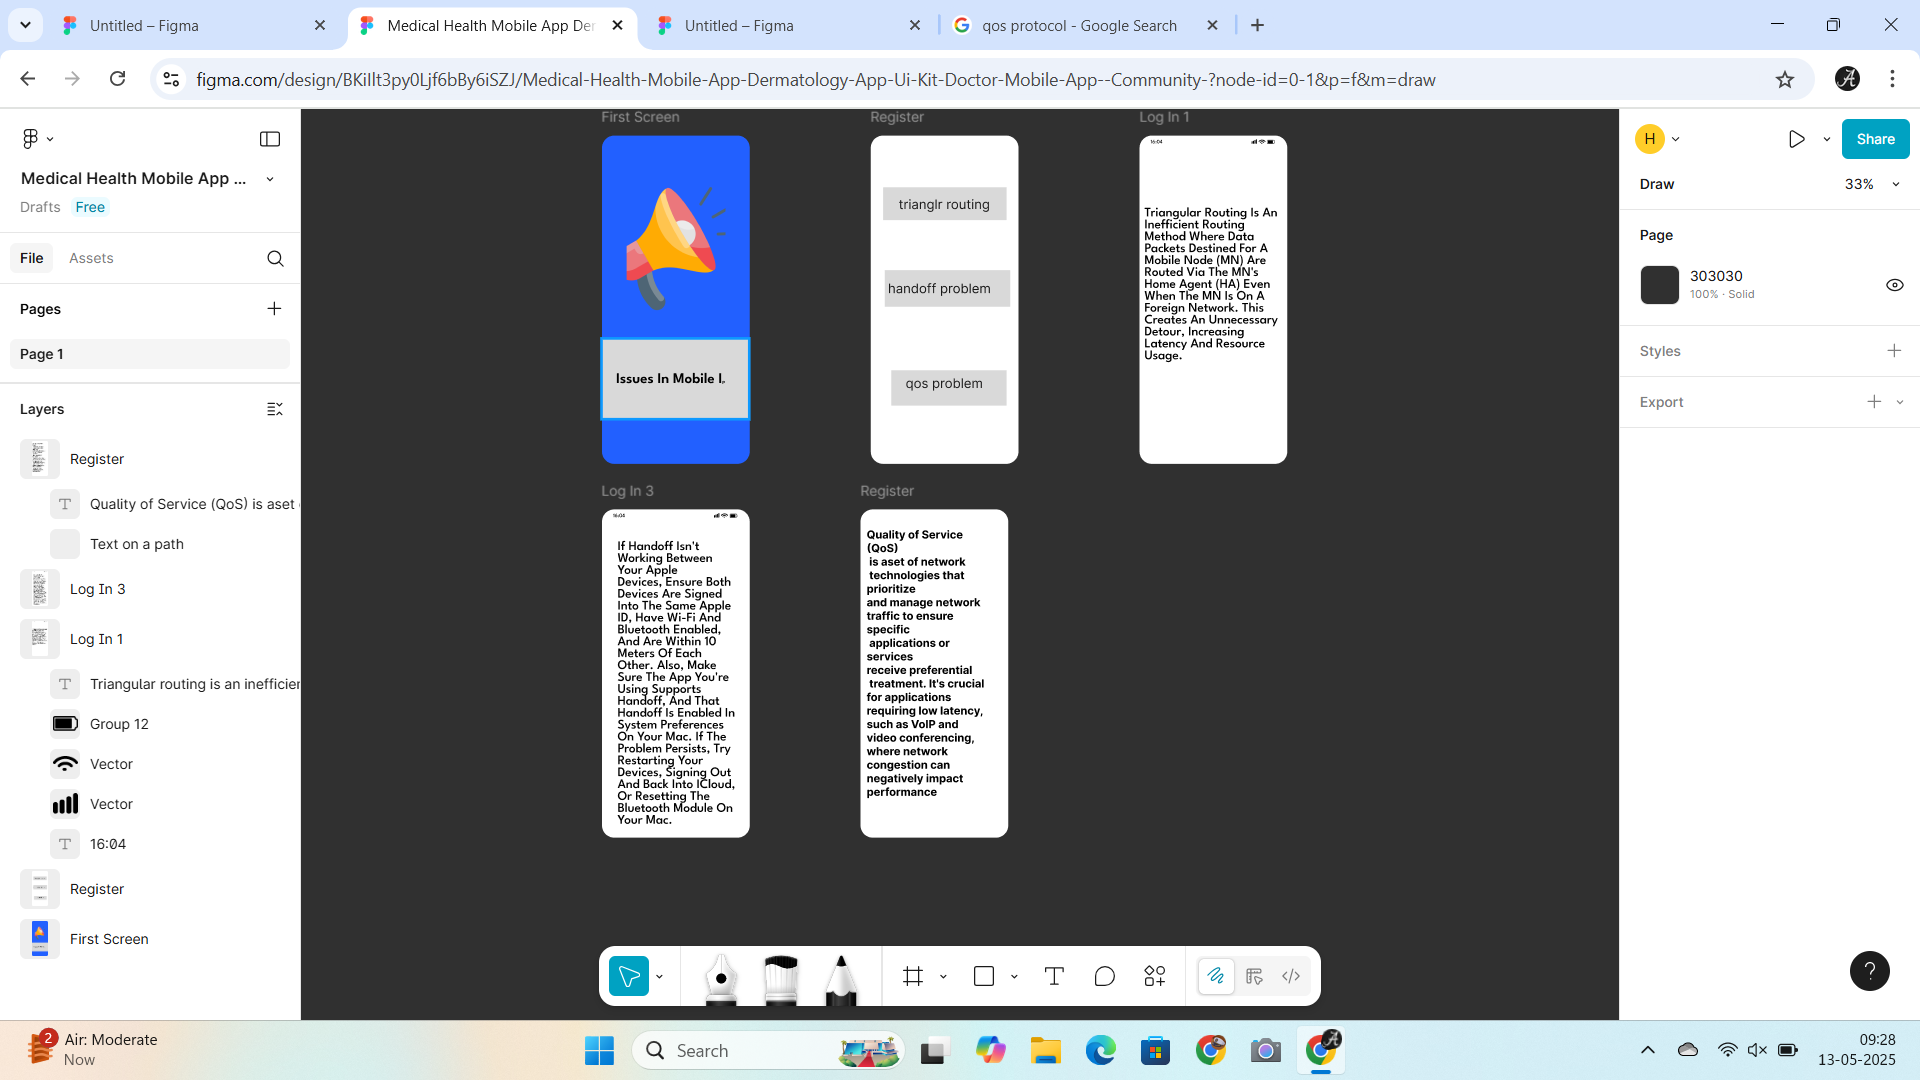 Untitled – Figma
Medical Health Mobile App Der
Untitled – Figma
qos protocol - Google Search
figma.com/design/BKiIlt3py0Ljf6bBy6iSZJ/Medical-Health-Mobile-App-Dermatology-App-Ui-Kit-Doctor-Mobile-App--Community-?node-id=0-1&p=f&m=draw
Medical Health Mobile App ...
Drafts Free
File Assets
Pages
Page 1
Layers
Register
Quality of Service (QoS) is aset
Text on a path
Log In 3
Log In 1
Triangular routing is an inefficien
Group 12
Vector
Vector
16:04
Register
First Screen
First Screen
Issues In Mobile I,
Register
trianglr routing
handoff problem
qos problem
Log In 1
16:04
Triangular Routing Is An
Inefficient Routing
Method Where Data
Packets Destined For A
Mobile Node (MN) Are
Routed Via The MN's
Home Agent (HA) Even
When The MN Is On A
Foreign Network. This
Creates An Unnecessary
Detour, Increasing
Latency And Resource
Usage.
Log In 3
16:04
If Handoff Isn't
Working Between
Your Apple
Devices, Ensure Both
Devices Are Signed
Into The Same Apple
ID, Have Wi-Fi And
Bluetooth Enabled,
And Are Within 10
Meters Of Each
Other. Also, Make
Sure The App You're
Using Supports
Handoff, And That
Handoff Is Enabled In
System Preferences
On Your Mac. If The
Problem Persists, Try
Restarting Your
Devices, Signing Out
And Back Into ICloud,
Or Resetting The
Bluetooth Module On
Your Mac.
Register
Quality of Service
(QoS)
is aset of network
technologies that
prioritize
and manage network
traffic to ensure
specific
applications or
services
receive preferential
treatment. It's crucial
for applications
requiring low latency,
such as VoIP and
video conferencing,
where network
congestion can
negatively impact
performance
H
Share
Draw 33%
Page
303030
100% · Solid
Styles
Export
?
2
Air: Moderate
Now
Search
09:28
13-05-2025